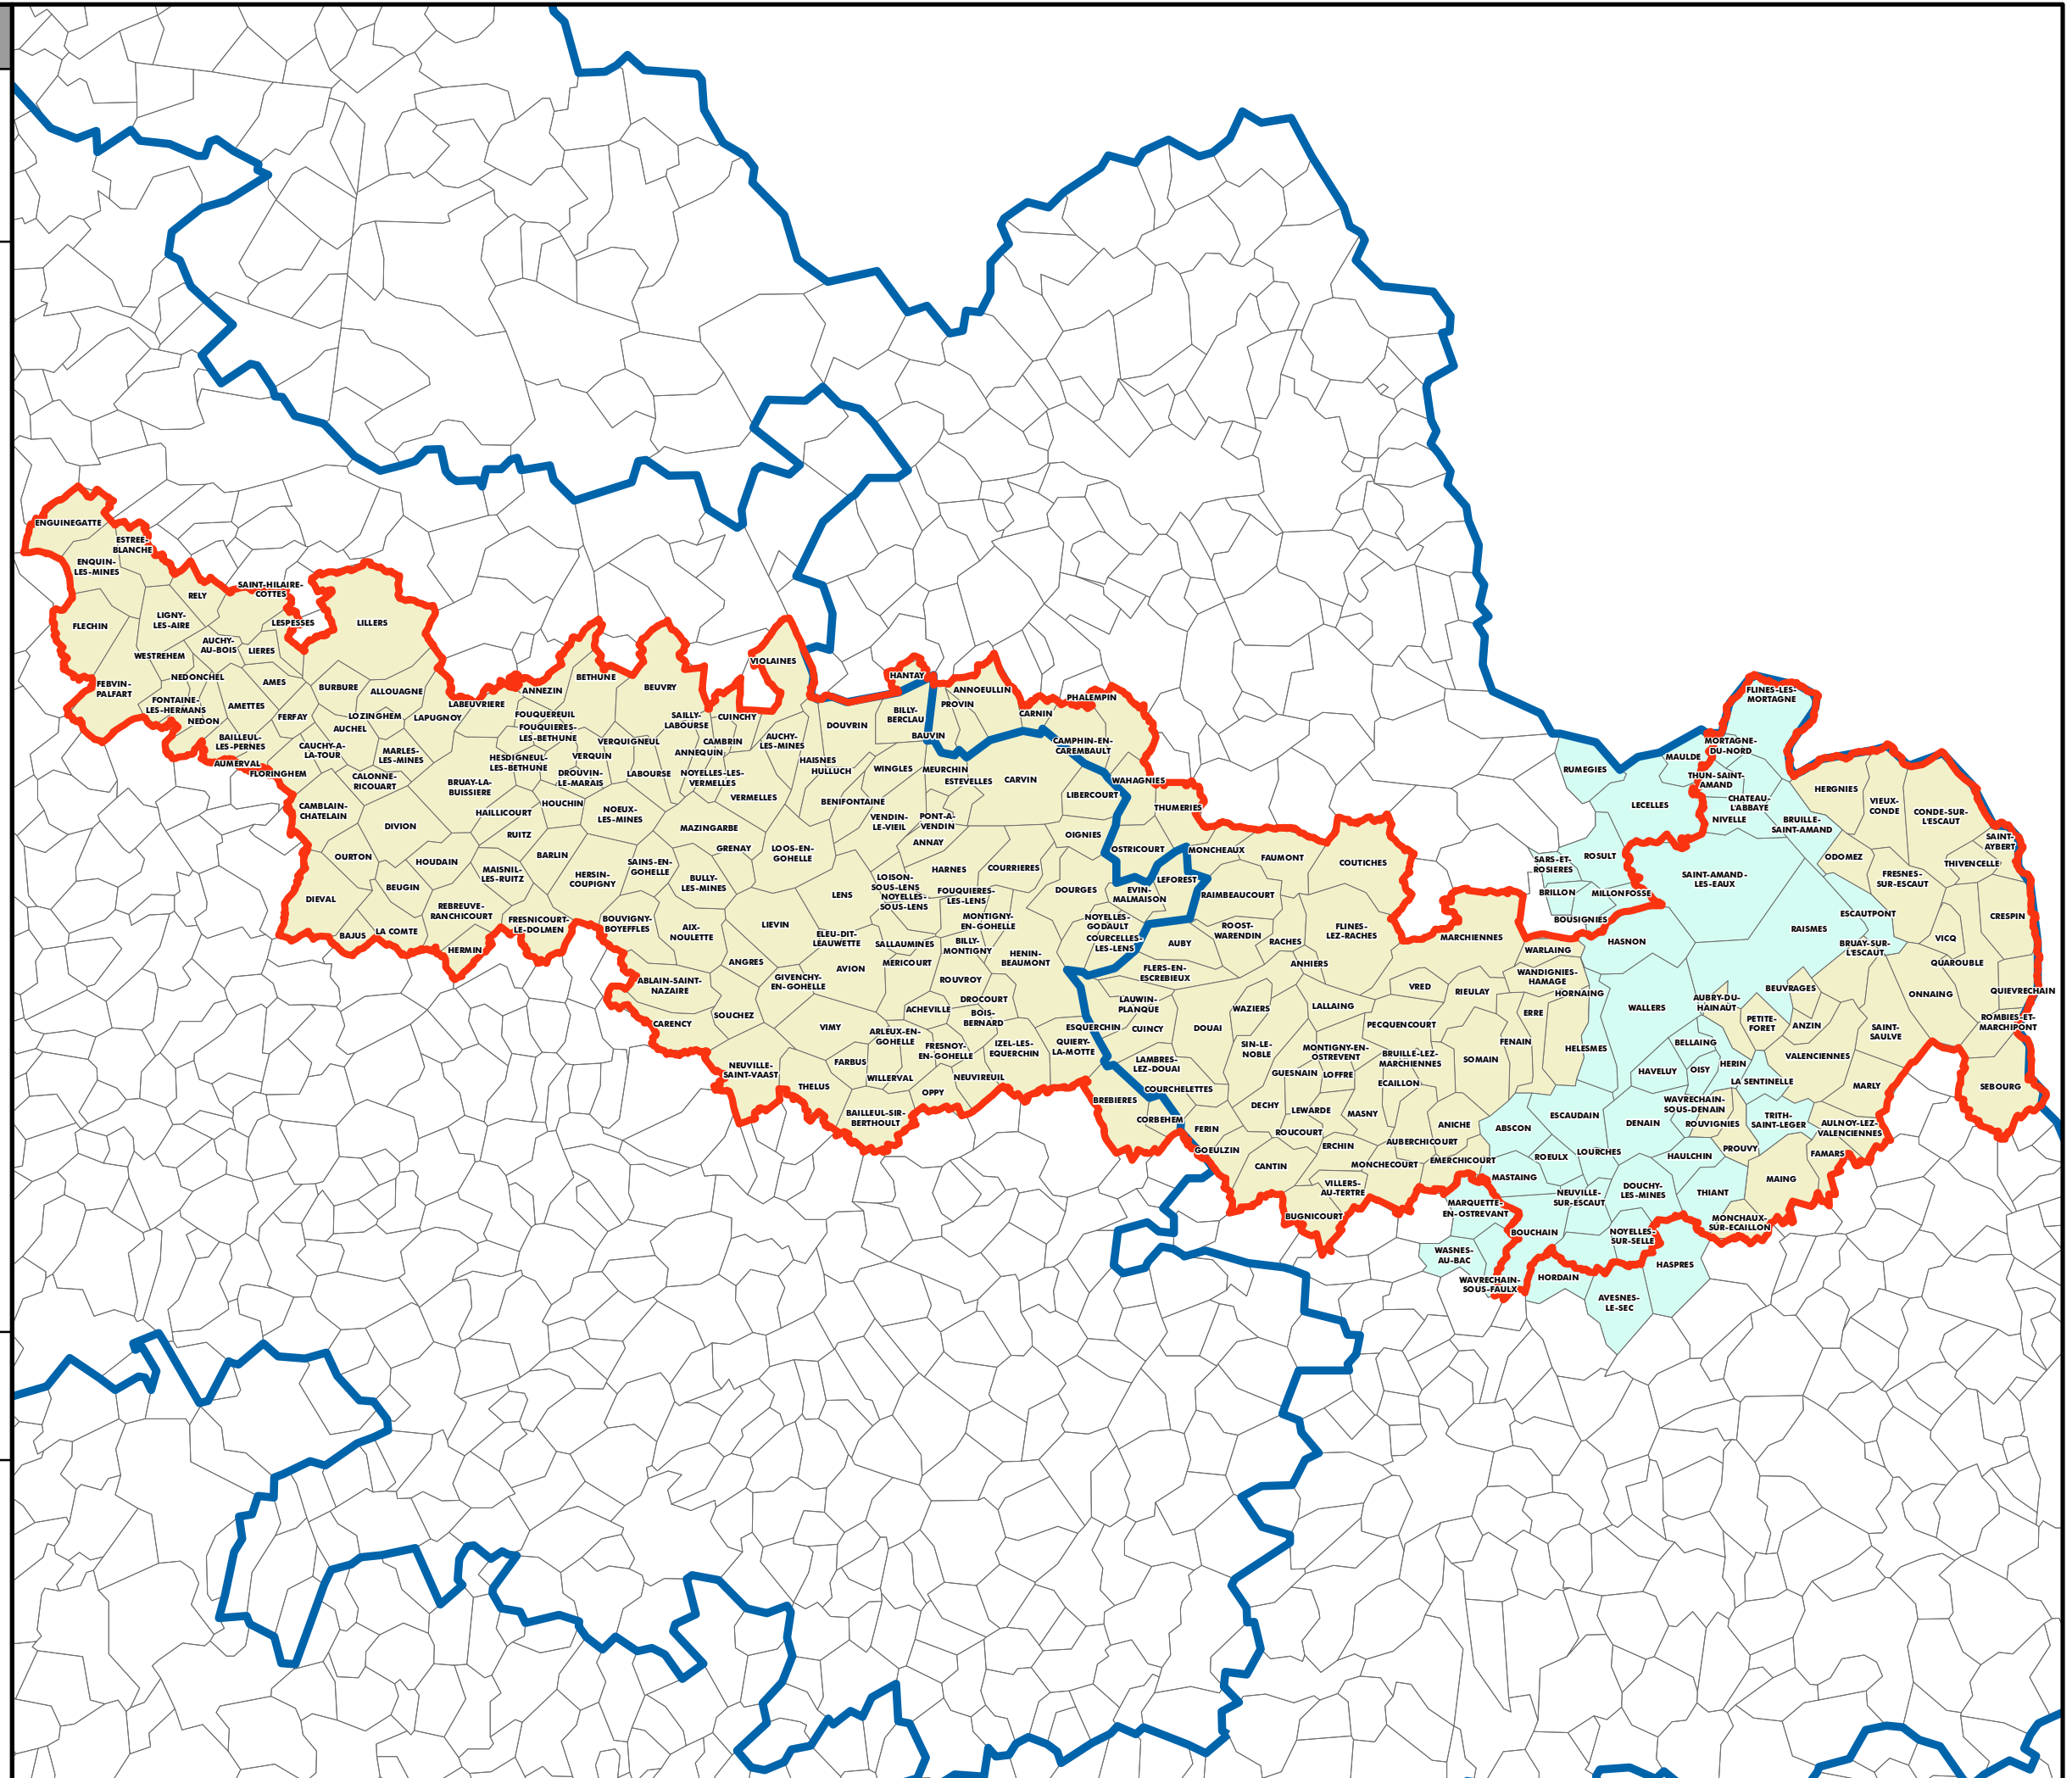 ENGUINEGATTE
ESTREE-
BLANCHE
ENQUIN-
LES-MINES
FLECHIN
RELY
SAINT-HILAIRE-
COTTES
LIGNY-
LES-AIRE
LESPESSES
LILLERS
AUCHY-
AU-BOIS
LIERES
WESTREHEM
NEDONCHEL
AMES
FEBVIN-
PALFART
FONTAINE-
LES-HERMANS
NEDON
AMETTES
FERFAY
BURBURE
ALLOUAGNE
BAILLEUL-
LES-PERNES
AUMERVAL
FLORINGHEM
CAUCHY-A-
LA-TOUR
LOZINGHEM
AUCHEL
LAPUGNOY
MARLES-
LES-MINES
CALONNE-
RICOUART
CAMBLAIN-
CHATELAIN
DIVION
OURTON
DIEVAL
BAJUS
LA COMTE
BEUGIN
HOUDAIN
REBREUVE-
RANCHICOURT
HERMIN
FRESNICOURT-
LE-DOLMEN
MAISNIL-
LES-RUITZ
RUITZ
HAILLICOURT
BRUAY-LA-
BUISSIERE
LABEUVRIERE
ANNEZIN
BETHUNE
BEUVRY
FOUQUEREUIL
FOUQUIERES-
LES-BETHUNE
HESDIGNEUL-
LES-BETHUNE
VERQUIN
VERQUIGNEUL
DROUVIN-
LE-MARAIS
LABOURSE
HOUCHIN
NOEUX-
LES-MINES
BARLIN
HERSIN-
COUPIGNY
SAINS-EN-
GOHELLE
BOUVIGNY-
BOYEFFLES
SAILLY-
LABOURSE
CUINCHY
CAMBRIN
ANNEQUIN
NOYELLES-LES-
VERMELLES
VERMELLES
VIOLAINES
AUCHY-
LES-MINES
HAISNES
HULLUCH
MAZINGARBE
GRENAY
BULLY-
LES-MINES
LOOS-EN-
GOHELLE
AIX-
NOULETTE
LIEVIN
ANGRES
ABLAIN-SAINT-
NAZAIRE
CARENCY
SOUCHEZ
NEUVILLE-
SAINT-VAAST
GIVENCHY-
EN-GOHELLE
ELEU-DIT-
LEAUWETTE
AVION
LENS
VIMY
THELUS
FARBUS
BAILLEUL-SIR-
BERTHOULT
WILLERVAL
ARLEUX-EN-
GOHELLE
FRESNOY-
EN-GOHELLE
OPPY
NEUVIREUIL
IZEL-LES-
EQUERCHIN
BOIS-
BERNARD
DROCOURT
ACHEVILLE
ROUVROY
MERICOURT
SALLAUMINES
BILLY-
MONTIGNY
MONTIGNY-
EN-GOHELLE
HENIN-
BEAUMONT
FOUQUIERES-
LES-LENS
NOYELLES-
SOUS-LENS
LOISON-
SOUS-LENS
HARNES
ANNAY
COURRIERES
PONT-A-
VENDIN
VENDIN-
LE-VIEIL
BENIFONTAINE
WINGLES
MEURCHIN
ESTEVELLES
CARVIN
DOUVRIN
BILLY-
BERCLAU
BAUVIN
HANTAY
PROVIN
ANNOEULLIN
CARNIN
PHALEMPIN
CAMPHIN-EN-
CAREMBAULT
WAHAGNIES
LIBERCOURT
THUMERIES
OIGNIES
OSTRICOURT
MONCHEAUX
LEFOREST
DOURGES
EVIN-
MALMAISON
NOYELLES-
GODAULT
COURCELLES-
LES-LENS
RAIMBEAUCOURT
FAUMONT
COUTICHES
ROOST-
WARENDIN
AUBY
RACHES
FLINES-
LEZ-RACHES
FLERS-EN-
ESCREBIEUX
ANHIERS
LAUWIN-
PLANQUE
ESQUERCHIN
CUINCY
QUIERY-
LA-MOTTE
DOUAI
WAZIERS
LALLAING
SIN-LE-
NOBLE
LAMBRES-
LEZ-DOUAI
COURCHELETTES
BREBIERES
CORBEHEM
FERIN
GOEULZIN
CANTIN
DECHY
GUESNAIN
MONTIGNY-EN-
OSTREVENT
LOFFRE
LEWARDE
ROUCOURT
ERCHIN
MASNY
ECAILLON
BRUILLE-LEZ-
MARCHIENNES
PECQUENCOURT
VRED
RIEULAY
MARCHIENNES
WARLAING
WANDIGNIES-
HAMAGE
HORNAING
ERRE
FENAIN
SOMAIN
HELESMES
ANICHE
AUBERCHICOURT
MONCHECOURT
EMERCHICOURT
VILLERS-
AU-TERTRE
BUGNICOURT
ABSCON
MASTAING
MARQUETTE-
EN-OSTREVANT
WASNES-
AU-BAC
WAVRECHAIN-
SOUS-FAULX
BOUCHAIN
HORDAIN
AVESNES-
LE-SEC
HASPRES
NOYELLES-
SUR-SELLE
NEUVILLE-
SUR-ESCAUT
DOUCHY-
LES-MINES
ROEULX
LOURCHES
ESCAUDAIN
DENAIN
HAULCHIN
THIANT
MONCHAUX-
SUR-ECAILLON
MAING
PROUVY
ROUVIGNIES
WAVRECHAIN-
SOUS-DENAIN
HAVELUY
OISY
BELLAING
HERIN
LA SENTINELLE
TRITH-
SAINT-LEGER
AULNOY-LEZ-
VALENCIENNES
FAMARS
MARLY
VALENCIENNES
SAINT-
SAULVE
ANZIN
PETITE-
FORET
AUBRY-DU-
HAINAUT
BEUVRAGES
WALLERS
HASNON
RAISMES
BRUAY-SUR-
L'ESCAUT
ESCAUTPONT
SAINT-AMAND-
LES-EAUX
MILLONFOSSE
BOUSIGNIES
BRILLON
SARS-ET-
ROSIERES
ROSULT
LECELLES
RUMEGIES
MAULDE
MORTAGNE-
DU-NORD
FLINES-LES-
MORTAGNE
THUN-SAINT-
AMAND
CHATEAU-
L'ABBAYE
NIVELLE
BRUILLE-
SAINT-AMAND
HERGNIES
VIEUX-
CONDE
CONDE-SUR-
L'ESCAUT
SAINT-
AYBERT
THIVENCELLE
ODOMEZ
FRESNES-
SUR-ESCAUT
CRESPIN
VICQ
QUAROUBLE
ONNAING
QUIEVRECHAIN
ROMBIES-ET-
MARCHIPONT
SEBOURG